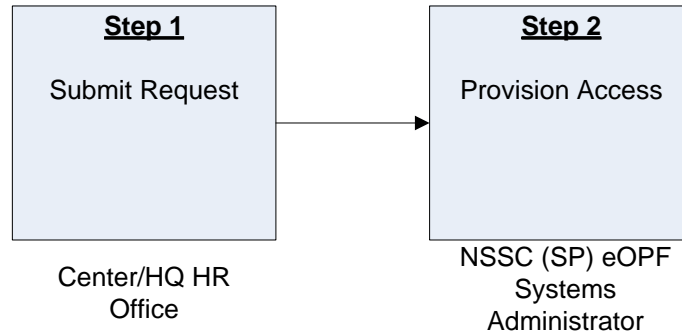 Step 1
Submit Request
Center/HQ HR
Office
Step 2
Provision Access
NSSC (SP) eOPF
Systems
Administrator